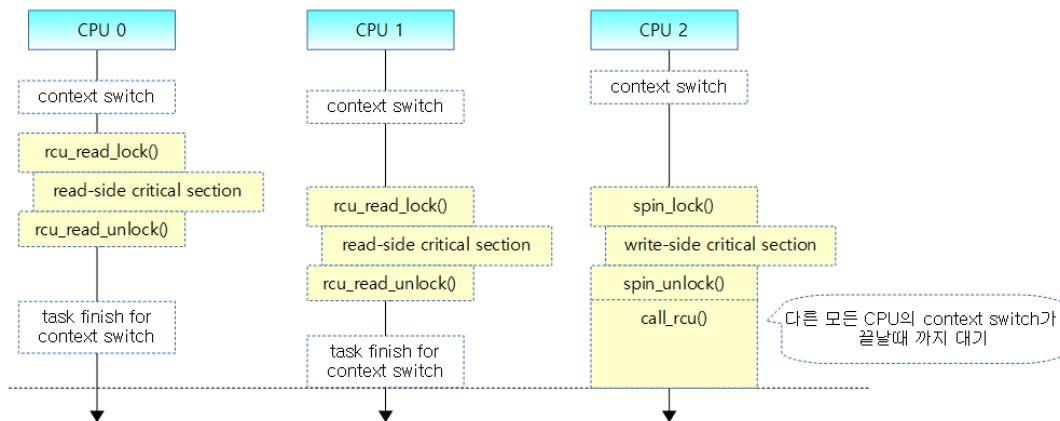 CPU 0
context switch
rcu_read_lock()
read-side critical section
rcu_read_unlock()
task finish for
context switch
CPU 1
context switch
rcu_read_lock()
read-side critical section
rcu_read_unlock()
task finish for
context switch
CPU 2
context switch
spin_lock()
write-side critical section
spin_unlock()
call_rcu()
다른 모든 CPU의 context switch가
끝날때 까지 대기